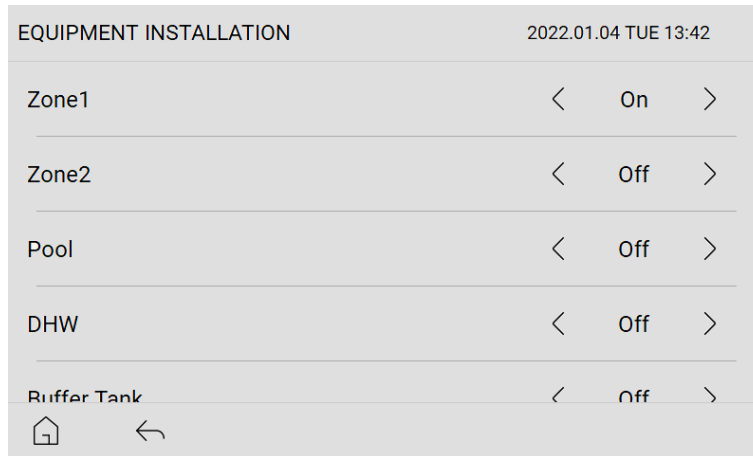 EQUIPMENT INSTALLATION 2022.01.04 TUE 13:42
Zone1 On
Zone2 Off
Pool Off
DHW Off
Buffer Tank Off